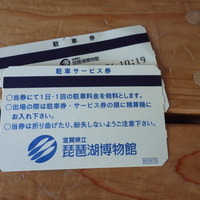 駐車券
10:19
駐車サービス券
○当券にて1日・1回の駐車料金を無料とします。
○出場の際は駐車券・サービス券の順に精算機に
お入れ下さい。
○当券は折り曲げたり、紛失しないようご注意下さい。
滋賀県立
琵琶湖博物館